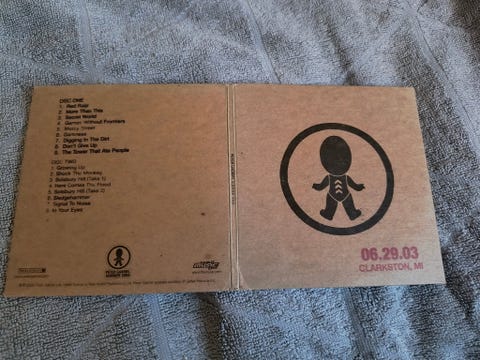 DISC ONE
1. Red Rain
2. More Than This
3. Secret World
4. Games Without Frontiers
5. Mercy Street
6. Darkness
7. Digging In The Dirt
8. Don't Give Up
9. The Tower That Ate People
DISC TWO
1. Growing Up
2. Shock The Monkey
3. Solsbury Hill (Take 1)
4. Here Comes The Flood
5. Solsbury Hill (Take 2)
6. Sledgehammer
7. Signal To Noise
8. In Your Eyes
PETER GABRIEL
06.29.03
CLARKSTON, MI